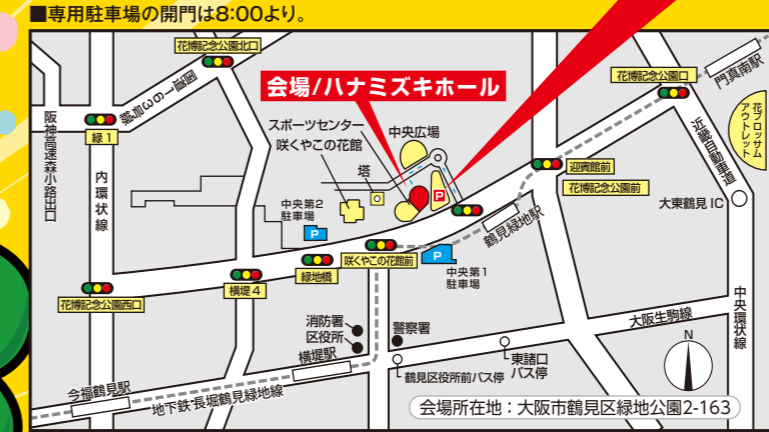 ■専用駐車場の開門は8:00より。
花博記念公園北口
国道163号線
会場/ハナミズキホール
花博記念公園口
門真南駅
阪神高速森小路出口
緑1
内環状線
スポーツセンター
咲くやこの花館
中央広場
塔
P
迎賓館前
花博記念公園前
近畿自動車道
花ブロッサム
アウトレット
大東鶴見IC
中央第2
駐車場
P
鶴見緑地駅
咲くやこの花館前
P
中央第1
駐車場
緑地橋
横堤4
花博記念公園西口
中央環状線
消防署
区役所
警察署
横堤駅
大阪生駒線
東諸口
バス停
鶴見区役所前バス停
N
今福鶴見駅
地下鉄・長堀鶴見緑地線
会場所在地：大阪市鶴見区緑地公園2-163